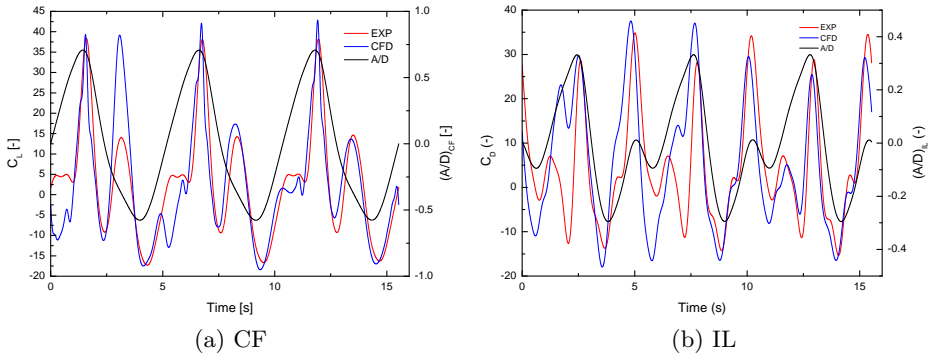 45
40
35
30
25
20
15
10
5
0
-5
-10
-15
-20
C_L [-]
0
5
10
15
Time [s]
1.0
0.5
0.0
-0.5
-1.0
(A/D)_CF [-]
EXP
CFD
A/D
(a) CF
40
30
20
10
0
-10
-20
C_D (-)
0
5
10
15
Time (s)
0.4
0.2
0.0
-0.2
-0.4
(A/D)_IL (-)
EXP
CFD
A/D
(b) IL